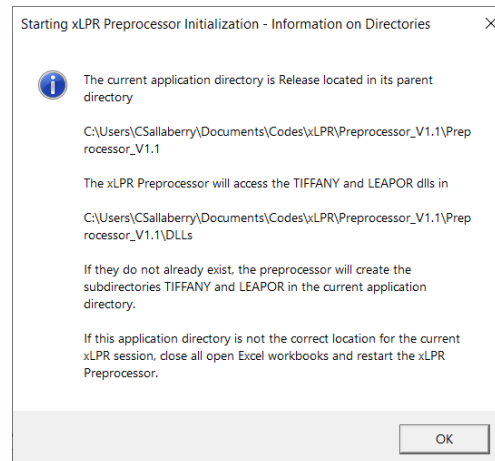 Starting xLPR Preprocessor Initialization - Information on Directories
The current application directory is Release located in its parent
directory
C:\Users\CSallaberry\Documents\Codes\xLPR\Preprocessor_V1.1\Prep
rocessor_V1.1
The xLPR Preprocessor will access the TIFFANY and LEAPOR dlls in
C:\Users\CSallaberry\Documents\Codes\xLPR\Preprocessor_V1.1\Prep
rocessor_V1.1\DLLs
If they do not already exist, the preprocessor will create the
subdirectories TIFFANY and LEAPOR in the current application
directory.
If this application directory is not the correct location for the current
xLPR session, close all open Excel workbooks and restart the xLPR
Preprocessor.
OK